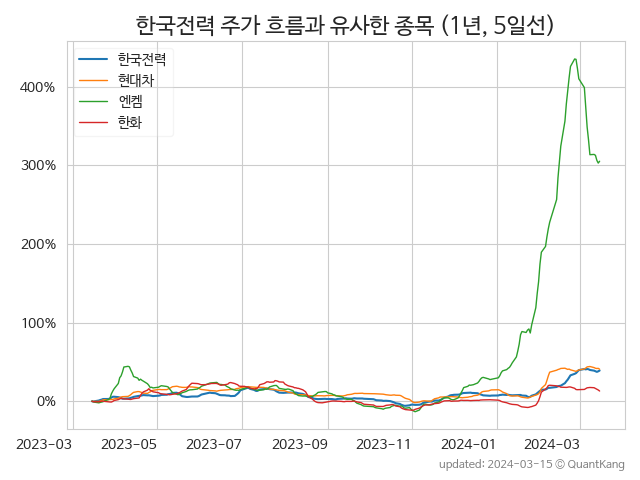 한국전력 주가 흐름과 유사한 종목 (1년, 5일선)
한국전력
현대차
엔켐
한화
400%
300%
200%
100%
0%
2023-03 2023-05 2023-07 2023-09 2023-11 2024-01 2024-03
updated: 2024-03-15 © QuantKang